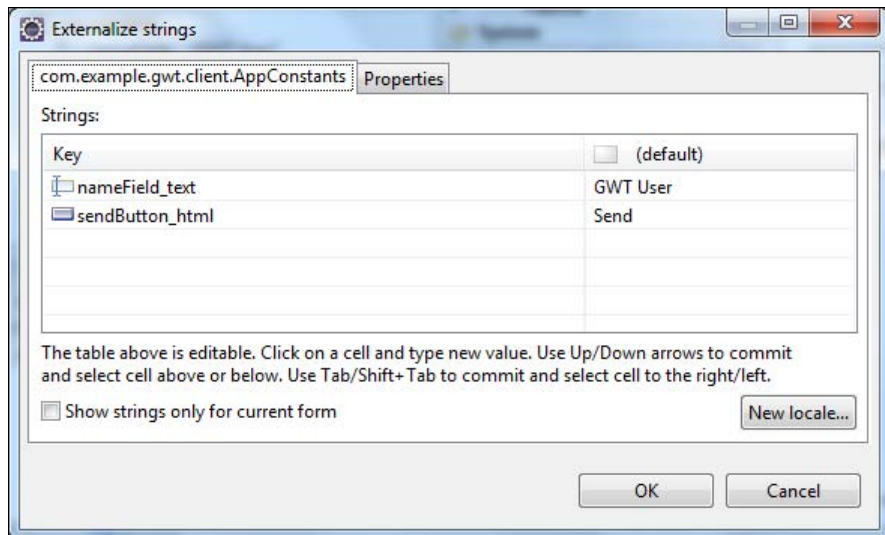 Externalize strings
com.example.gwt.client.AppConstants Properties
Strings:
Key (default)
nameField_text GWT User
sendButton_html Send
The table above is editable. Click on a cell and type new value. Use Up/Down arrows to commit
and select cell above or below. Use Tab/Shift+Tab to commit and select cell to the right/left.
Show strings only for current form New locale...
OK Cancel